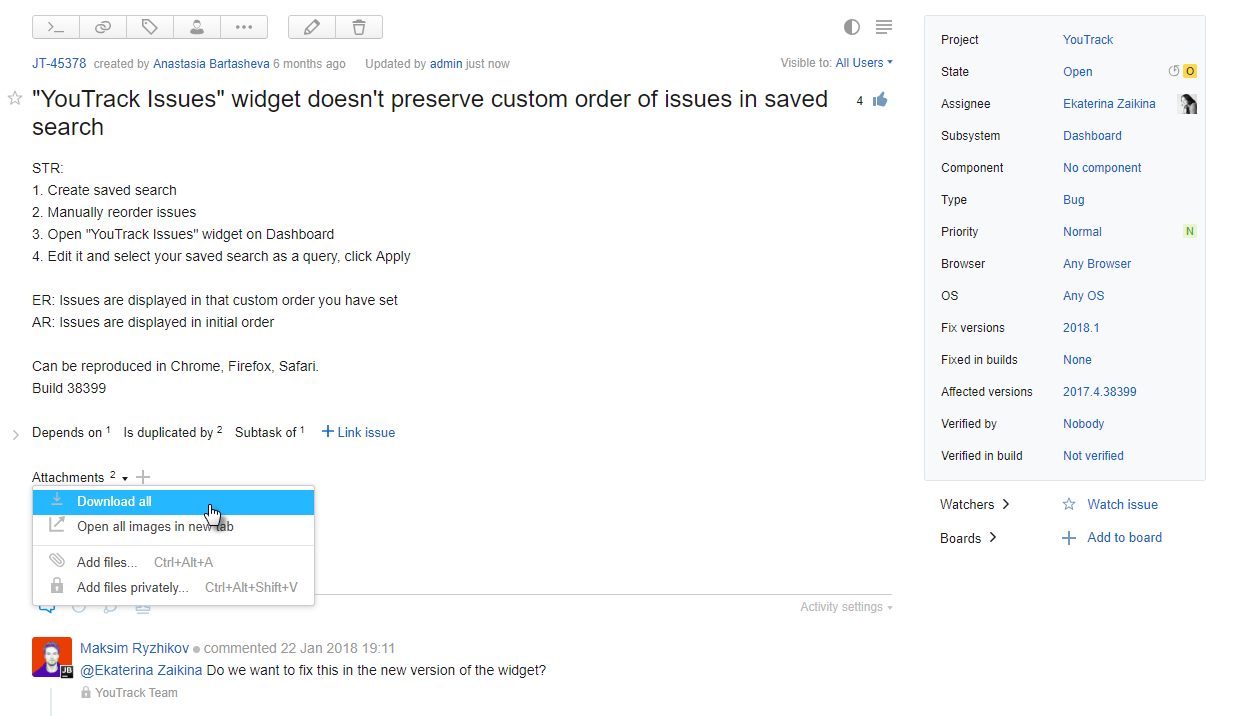 JT-45378 created by Anastasia Bartasheva 6 months ago Updated by admin just now
Visible to: All Users
"YouTrack Issues" widget doesn't preserve custom order of issues in saved
search
4
STR:
1. Create saved search
2. Manually reorder issues
3. Open "YouTrack Issues" widget on Dashboard
4. Edit it and select your saved search as a query, click Apply
ER: Issues are displayed in that custom order you have set
AR: Issues are displayed in initial order
Can be reproduced in Chrome, Firefox, Safari.
Build 38399
Depends on 1 Is duplicated by 2 Subtask of 1 + Link issue
Attachments 2
Download all
Open all images in new tab
Add files... Ctrl+Alt+A
Add files privately... Ctrl+Alt+Shift+V
Activity settings
Maksim Ryzhikov commented 22 Jan 2018 19:11
@Ekaterina Zaikina Do we want to fix this in the new version of the widget?
YouTrack Team
JB
Project YouTrack
State Open O
Assignee Ekaterina Zaikina
Subsystem Dashboard
Component No component
Type Bug
Priority Normal N
Browser Any Browser
OS Any OS
Fix versions 2018.1
Fixed in builds None
Affected versions 2017.4.38399
Verified by Nobody
Verified in build Not verified
Watchers Watch issue
Boards Add to board